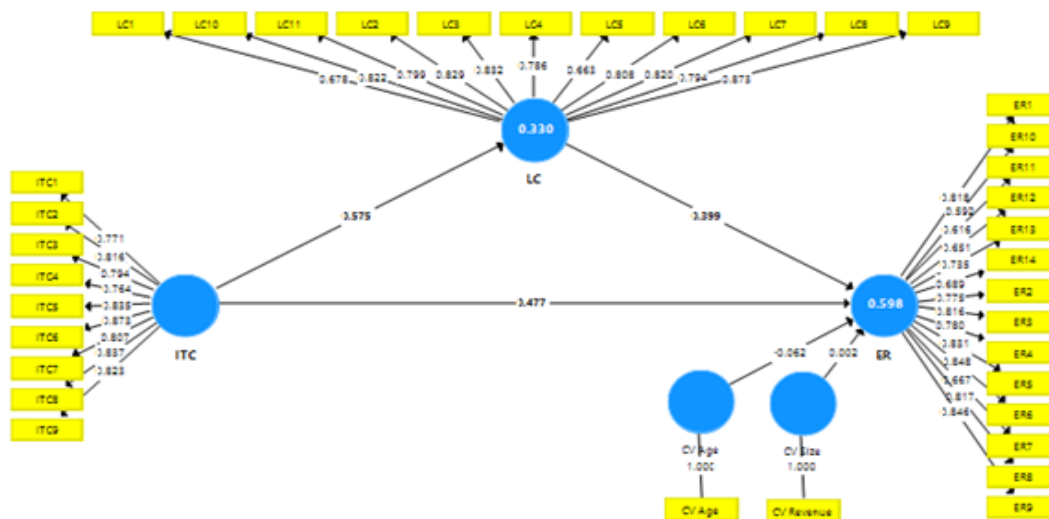 LC1 LC10 LC11 LC2 LC3 LC4 LC5 LC6 LC7 LC8 LC9
0.678 0.822 0.799 0.829 0.832 0.786 0.663 0.808 0.820 0.794 0.873
0.330
LC
ITC1
ITC2
ITC3
ITC4
ITC5
ITC6
ITC7
ITC8
ITC9
0.771
0.816
0.794
0.764
0.835
0.873
0.807
0.837
0.823
ITC
0.575
0.399
0.477
-0.062
0.002
0.598
ER
0.818
0.592
0.616
0.651
0.735
0.689
0.775
0.816
0.780
0.831
0.848
0.667
0.817
0.846
ER1
ER10
ER11
ER12
ER13
ER14
ER2
ER3
ER4
ER5
ER6
ER7
ER8
ER9
CV Age CV Size
1.000 1.000
CV Age CV Revenue